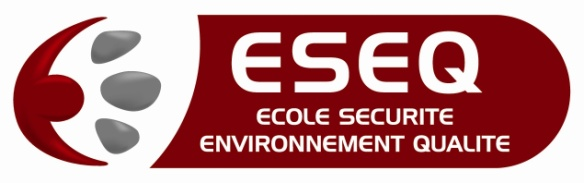 ESEQ
ECOLE SECURITE
ENVIRONNEMENT QUALITE